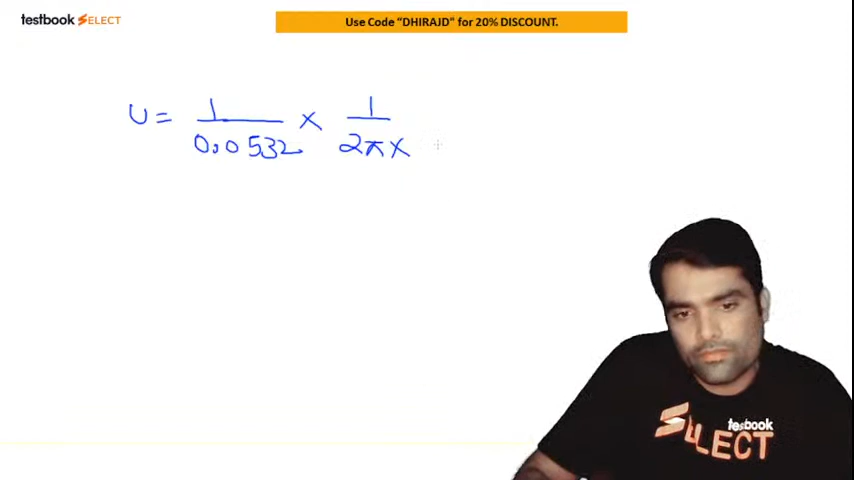 testbook SELECT
Use Code "DHIRAJD" for 20% DISCOUNT.
U = 1/0.0532 × 1/2πx
testbook
SELECT